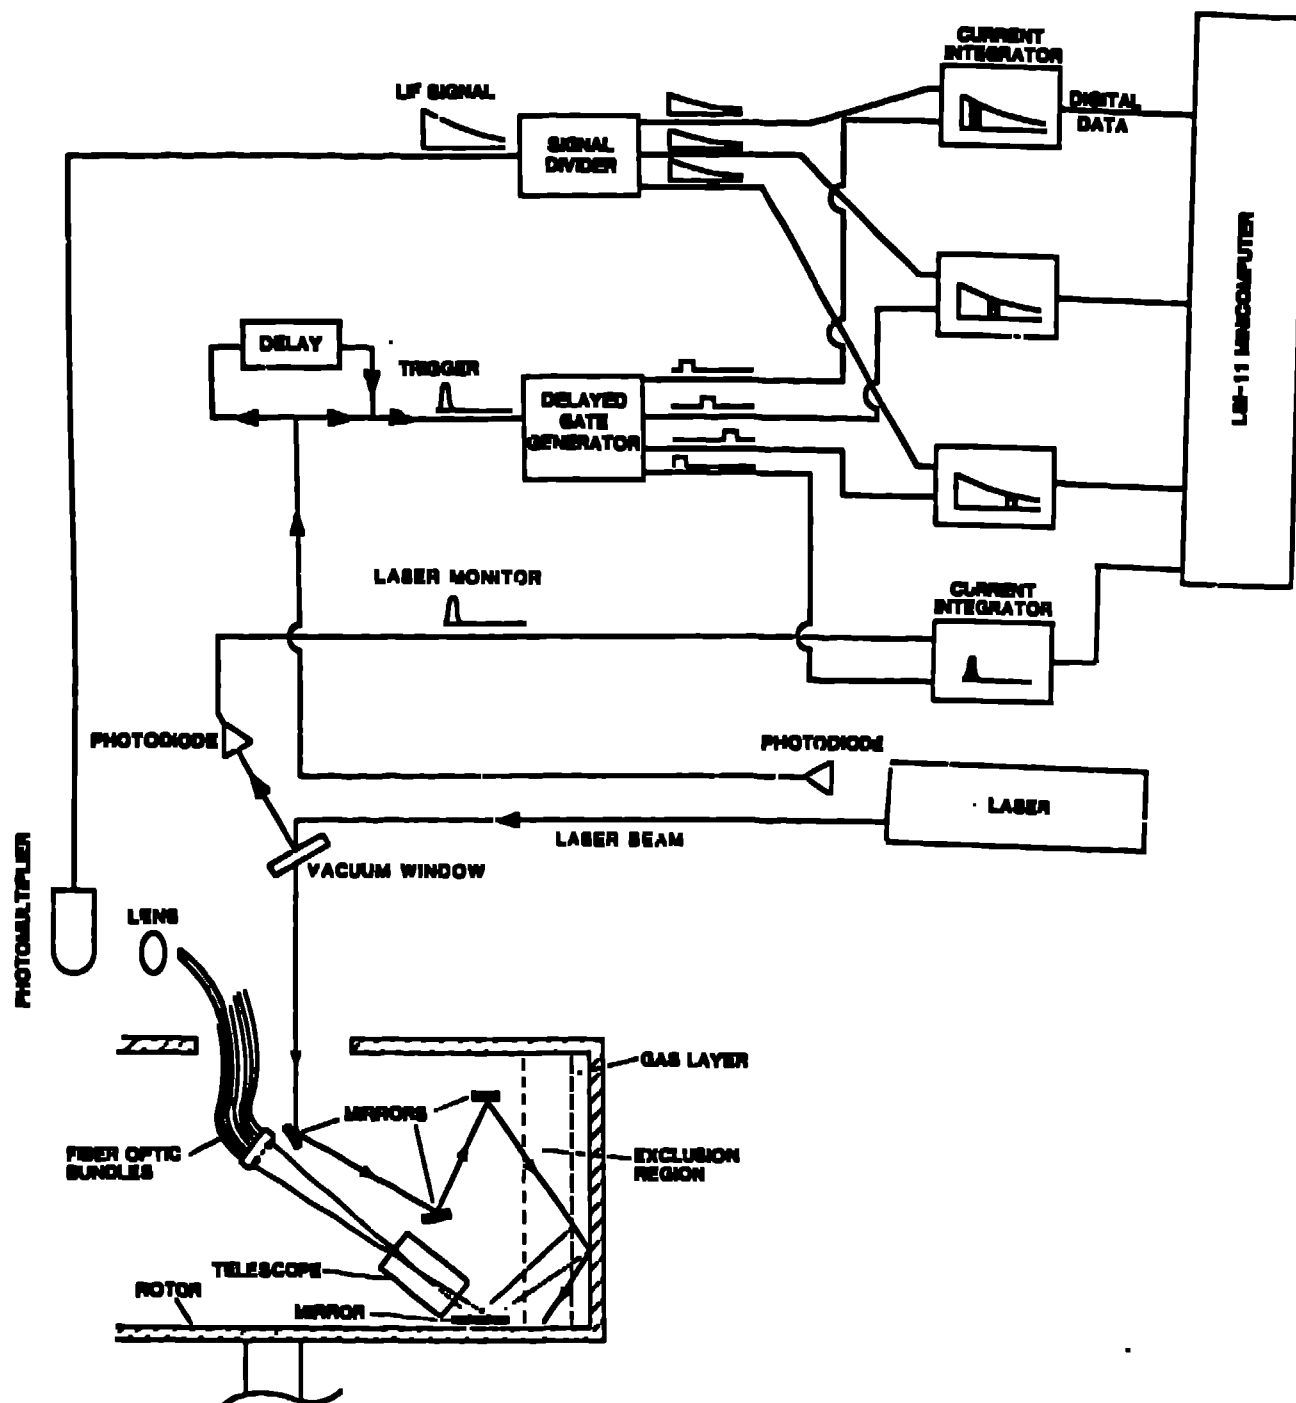 CURRENT
INTEGRATOR
LIF SIGNAL
DIGITAL
DATA
SIGNAL
DIVIDER
LSI-11 MINICOMPUTER
DELAY
TRIGGER
DELAYED
GATE
GENERATOR
LASER MONITOR
CURRENT
INTEGRATOR
PHOTODIODE
PHOTODIODE
LASER
LASER BEAM
VACUUM WINDOW
PHOTOMULTIPLIER
LENS
GAS LAYER
MIRRORS
FIBER OPTIC
BUNDLES
EXCLUSION
REGION
TELESCOPE
ROTOR
MIRROR